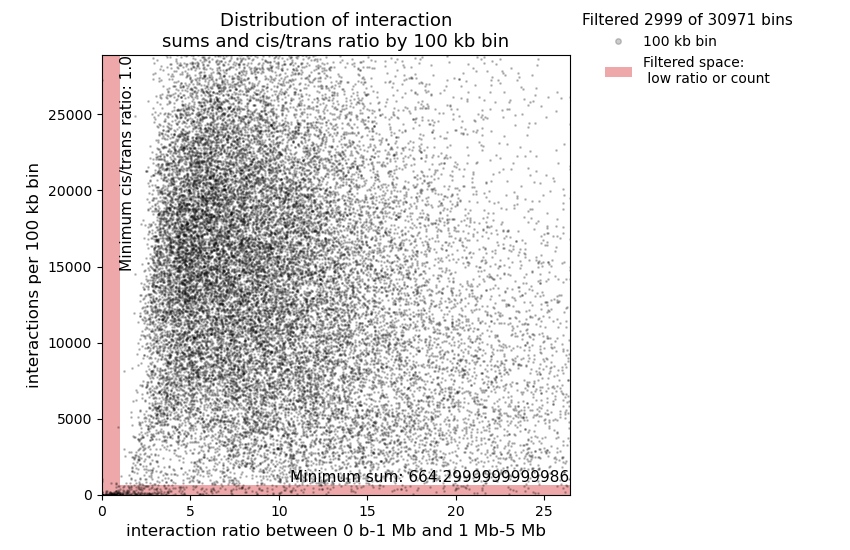 Distribution of interaction
sums and cis/trans ratio by 100 kb bin
Filtered 2999 of 30971 bins
100 kb bin
Filtered space:
low ratio or count
interactions per 100 kb bin
25000
20000
15000
10000
5000
0
Minimum cis/trans ratio: 1.0
Minimum sum: 664.2999999999986
0 5 10 15 20 25
interaction ratio between 0 b-1 Mb and 1 Mb-5 Mb